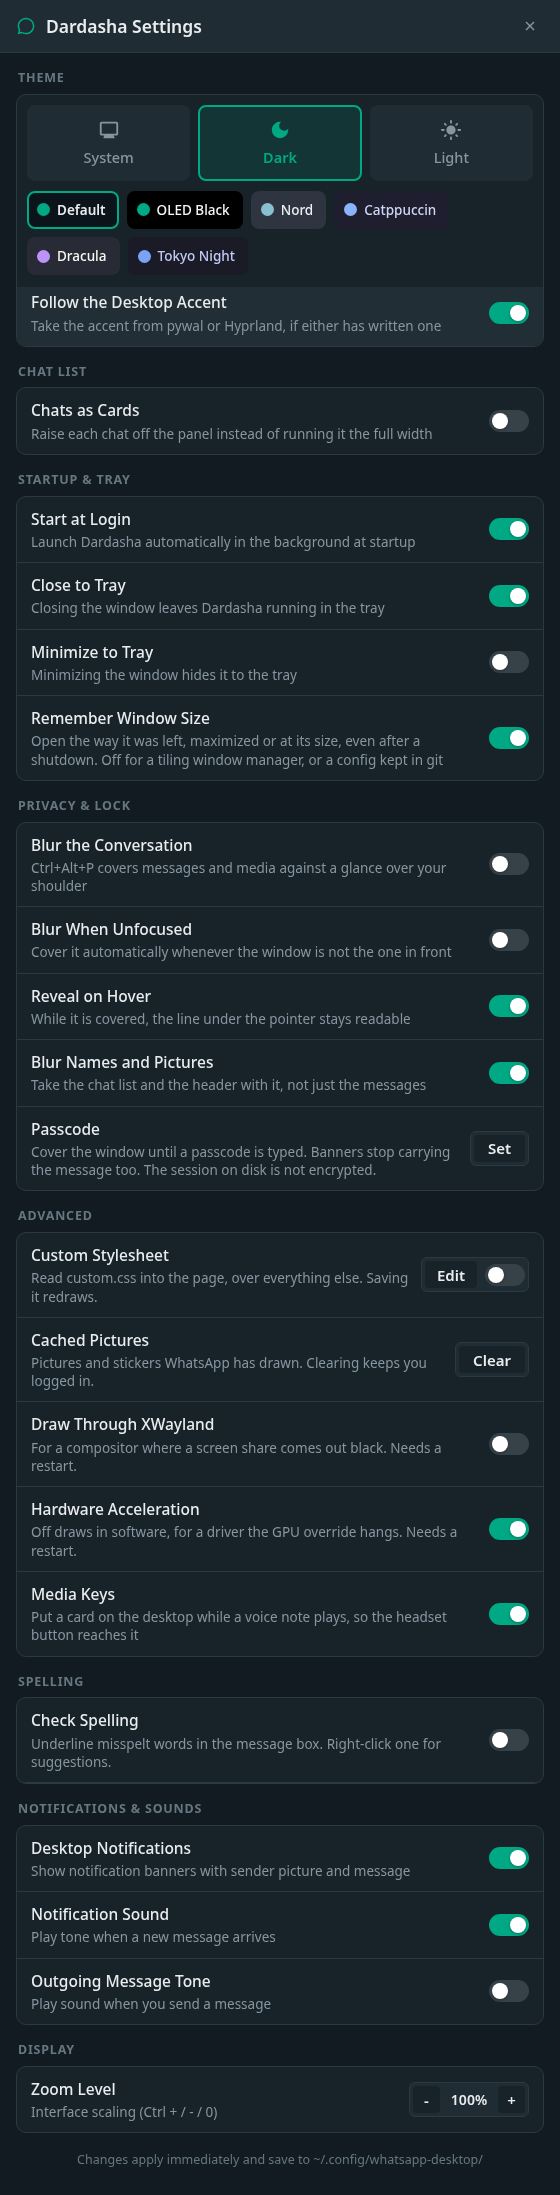 Dardasha Settings
×
THEME
System
Dark
Light
Default
OLED Black
Nord
Catppuccin
Dracula
Tokyo Night
Follow the Desktop Accent
Take the accent from pywal or Hyprland, if either has written one
CHAT LIST
Chats as Cards
Raise each chat off the panel instead of running it the full width
STARTUP & TRAY
Start at Login
Launch Dardasha automatically in the background at startup
Close to Tray
Closing the window leaves Dardasha running in the tray
Minimize to Tray
Minimizing the window hides it to the tray
Remember Window Size
Open the way it was left, maximized or at its size, even after a
shutdown. Off for a tiling window manager, or a config kept in git
PRIVACY & LOCK
Blur the Conversation
Ctrl+Alt+P covers messages and media against a glance over your
shoulder
Blur When Unfocused
Cover it automatically whenever the window is not the one in front
Reveal on Hover
While it is covered, the line under the pointer stays readable
Blur Names and Pictures
Take the chat list and the header with it, not just the messages
Passcode
Cover the window until a passcode is typed. Banners stop carrying
the message too. The session on disk is not encrypted.
Set
ADVANCED
Custom Stylesheet
Read custom.css into the page, over everything else. Saving
it redraws.
Edit
Cached Pictures
Pictures and stickers WhatsApp has drawn. Clearing keeps you
logged in.
Clear
Draw Through XWayland
For a compositor where a screen share comes out black. Needs a
restart.
Hardware Acceleration
Off draws in software, for a driver the GPU override hangs. Needs a
restart.
Media Keys
Put a card on the desktop while a voice note plays, so the headset
button reaches it
SPELLING
Check Spelling
Underline misspelt words in the message box. Right-click one for
suggestions.
NOTIFICATIONS & SOUNDS
Desktop Notifications
Show notification banners with sender picture and message
Notification Sound
Play tone when a new message arrives
Outgoing Message Tone
Play sound when you send a message
DISPLAY
Zoom Level
Interface scaling (Ctrl + / - / 0)
- 100% +
Changes apply immediately and save to ~/.config/whatsapp-desktop/